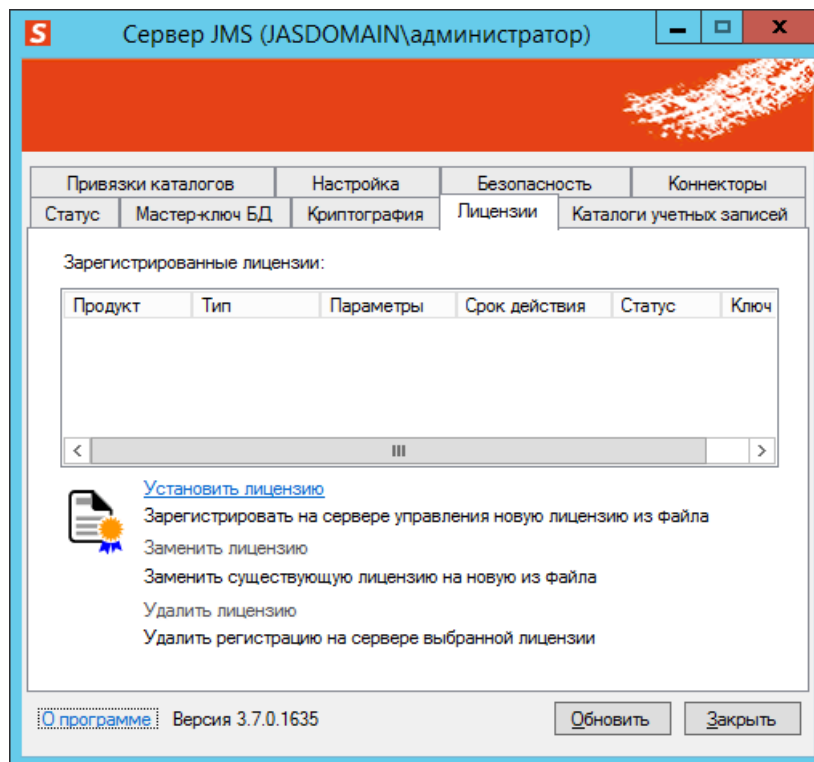 S Сервер JMS (JASDOMAIN\администратор)
Привязки каталогов Настройка Безопасность Коннекторы
Статус Мастер-ключ БД Криптография Лицензии Каталоги учетных записей
Зарегистрированные лицензии:
Продукт Тип Параметры Срок действия Статус Ключ
Установить лицензию
Зарегистрировать на сервере управления новую лицензию из файла
Заменить лицензию
Заменить существующую лицензию на новую из файла
Удалить лицензию
Удалить регистрацию на сервере выбранной лицензии
О программе Версия 3.7.0.1635 Обновить Закрыть